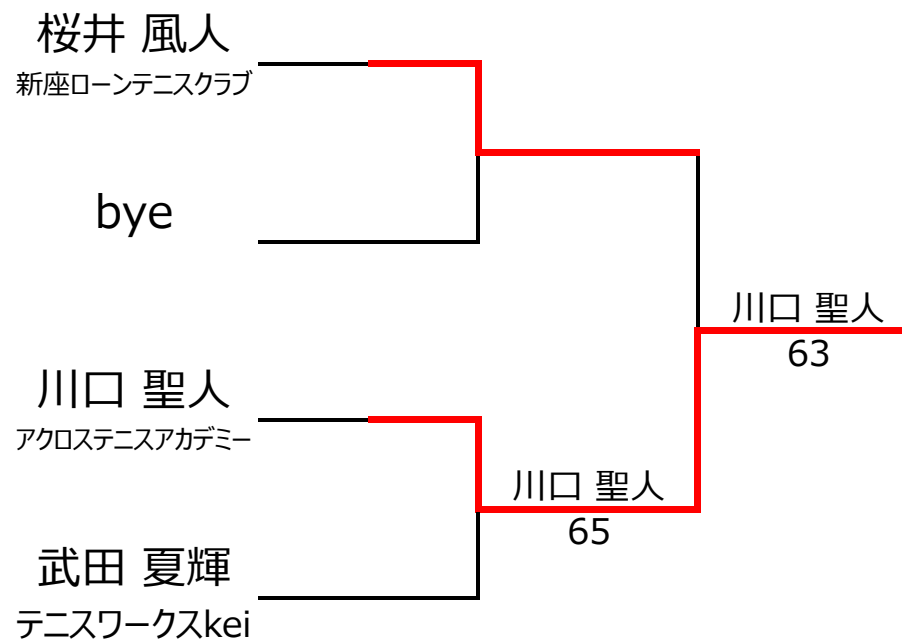 桜井 風人
新座ローンテニスクラブ
bye
川口 聖人
63
川口 聖人
アクロステニスアカデミー
川口 聖人
65
武田 夏輝
テニスワークスkei